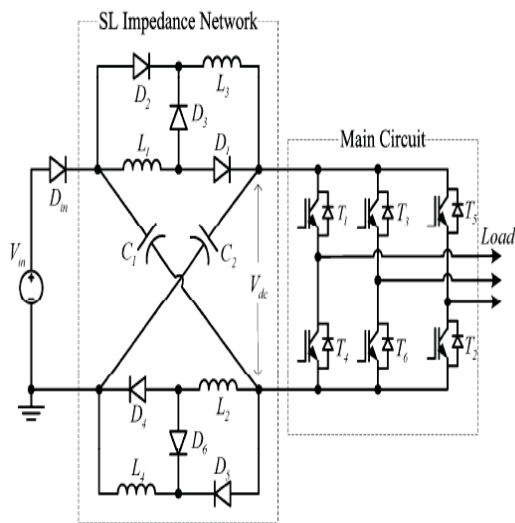 SL Impedance Network
D2
L3
D3
L1
D1
Main Circuit
Din
T1
T3
T5
Load
Vin
C1
C2
Vdc
T4
T6
T2
D4
L2
D6
L4
D5